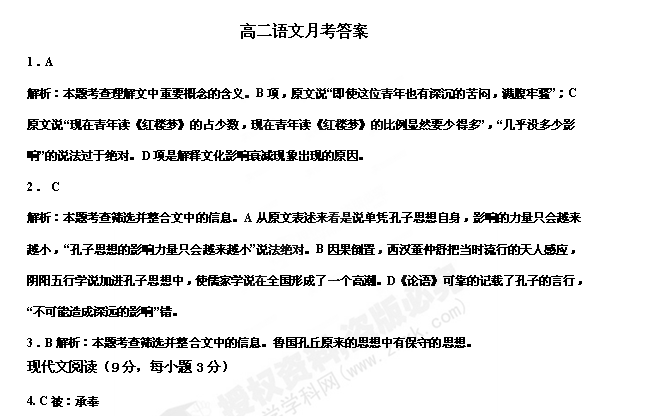 高二语文月考答案
1．A
解析：本题考查理解文中重要概念的含义。B 项，原文说“即使这位青年也有深沉的苦闷，满腹牢骚”；C
原文说“现在青年读《红楼梦》的占少数，现在青年读《红楼梦》的比例显然要少得多”，“几乎没多少影
响”的说法过于绝对。D 项是解释文化影响衰减现象出现的原因。
2． C
解析：本题考查筛选并整合文中的信息。A 从原文表述来看是说单凭孔子思想自身，影响的力量只会越来
越小，“孔子思想的影响力量只会越来越小”说法绝对。B 因果倒置，西汉董仲舒把当时流行的天人感应，
阴阳五行学说加进孔子思想中，使儒家学说在全国形成了一个高潮。D《论语》可靠的记载了孔子的言行，
“不可能造成深远的影响”错。
3．B 解析：本题考查筛选并整合文中的信息。鲁国孔丘原来的思想中有保守的思想。
现代文阅读（9 分，每小题 3 分）
4. C 被：承奉